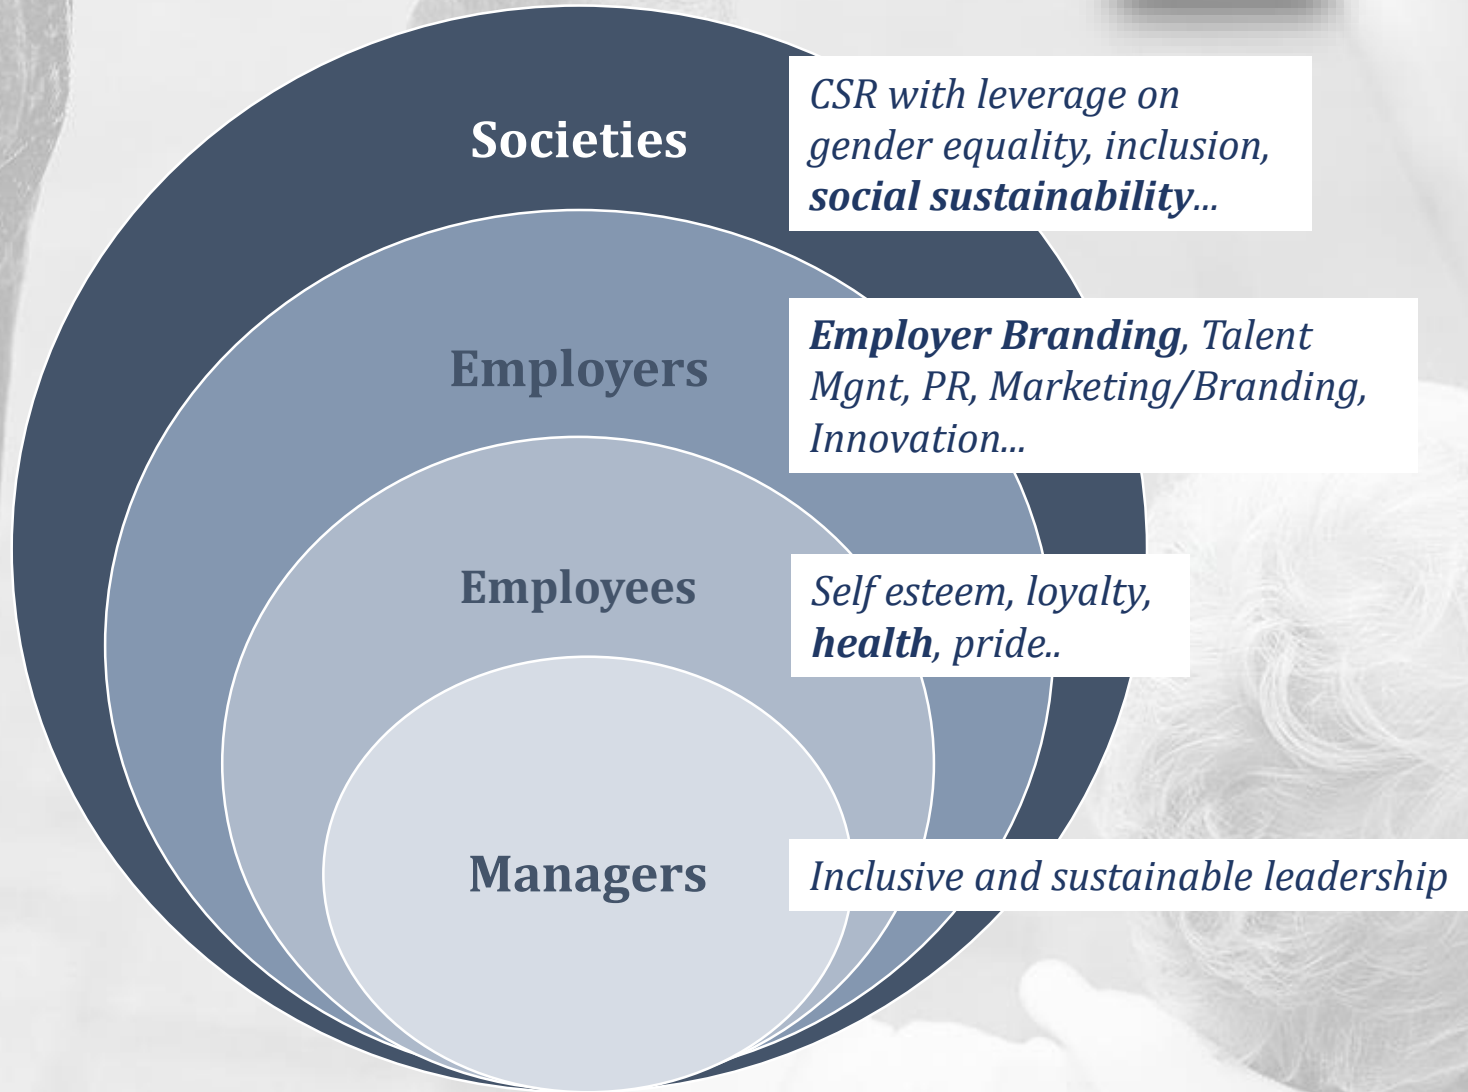 Societies
CSR with leverage on
gender equality, inclusion,
social sustainability...
Employers
Employer Branding, Talent
Mgnt, PR, Marketing/Branding,
Innovation...
Employees
Self esteem, loyalty,
health, pride..
Managers
Inclusive and sustainable leadership